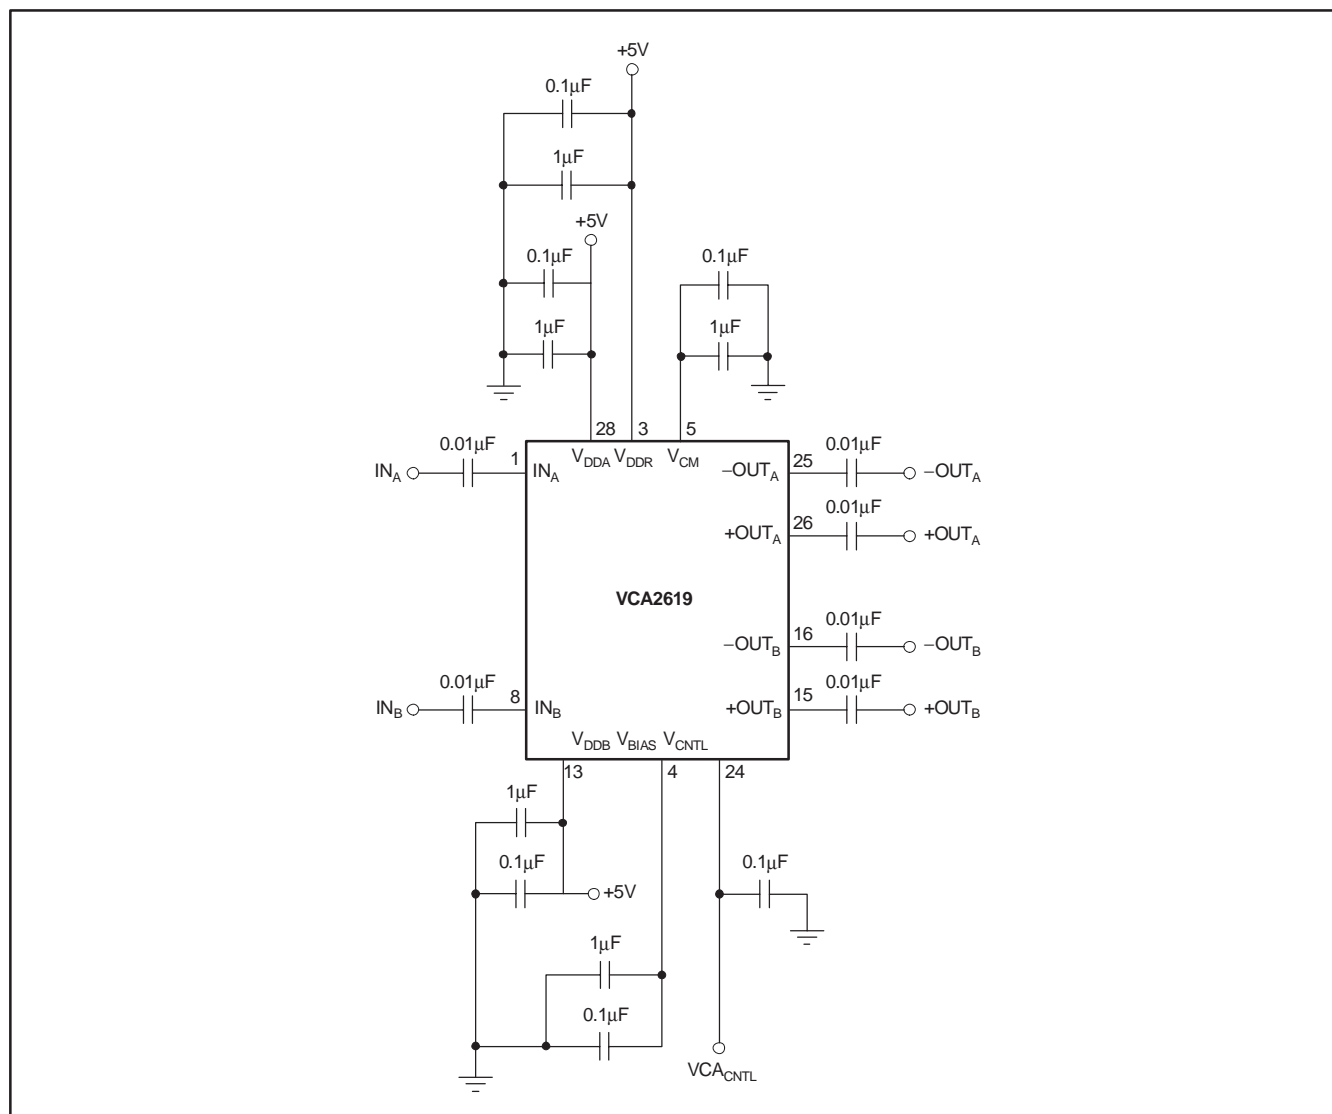 +5V
0.1μF
1μF
+5V
0.1μF
0.1μF
1μF
1μF
28 3 5
0.01μF
0.01μF
1
25
IN_A
IN_A
V_DDA V_DDR V_CM
−OUT_A
−OUT_A
0.01μF
26
+OUT_A
+OUT_A
VCA2619
0.01μF
16
−OUT_B
−OUT_B
0.01μF
0.01μF
8
15
IN_B
IN_B
+OUT_B
+OUT_B
V_DDB V_BIAS V_CNTL
13 4 24
1μF
0.1μF
0.1μF
+5V
1μF
0.1μF
VCA_CNTL